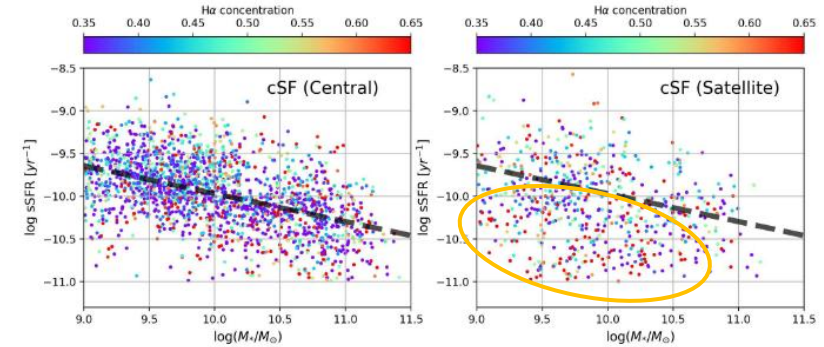 Hα concentration
0.35 0.40 0.45 0.50 0.55 0.60 0.65
cSF (Central)
log sSFR [yr⁻¹]
−8.5
−9.0
−9.5
−10.0
−10.5
−11.0
9.0 9.5 10.0 10.5 11.0 11.5
log(M*/M⊙)
Hα concentration
0.35 0.40 0.45 0.50 0.55 0.60 0.65
cSF (Satellite)
log sSFR [yr⁻¹]
−8.5
−9.0
−9.5
−10.0
−10.
−11.0
9.0 9.5 10.0 10.5 11.0 11.5
log(M*/M⊙)